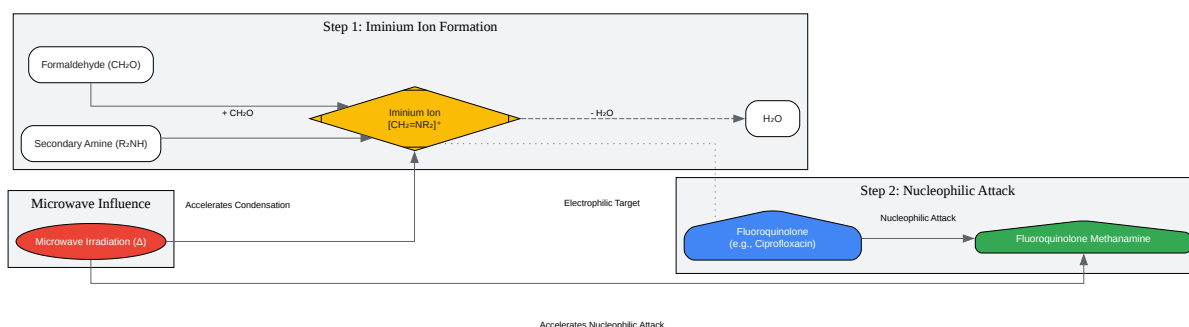 Step 1: Iminium Ion Formation
Formaldehyde (CH₂O)
+ CH₂O
Iminium Ion
[CH₂=NR₂]⁺
- H₂O
H₂O
Secondary Amine (R₂NH)
Microwave Influence
Accelerates Condensation
Microwave Irradiation (Δ)
Electrophilic Target
Step 2: Nucleophilic Attack
Fluoroquinolone
(e.g., Ciprofloxacin)
Nucleophilic Attack
Fluoroquinolone Methanamine
Accelerates Nucleophilic Attack